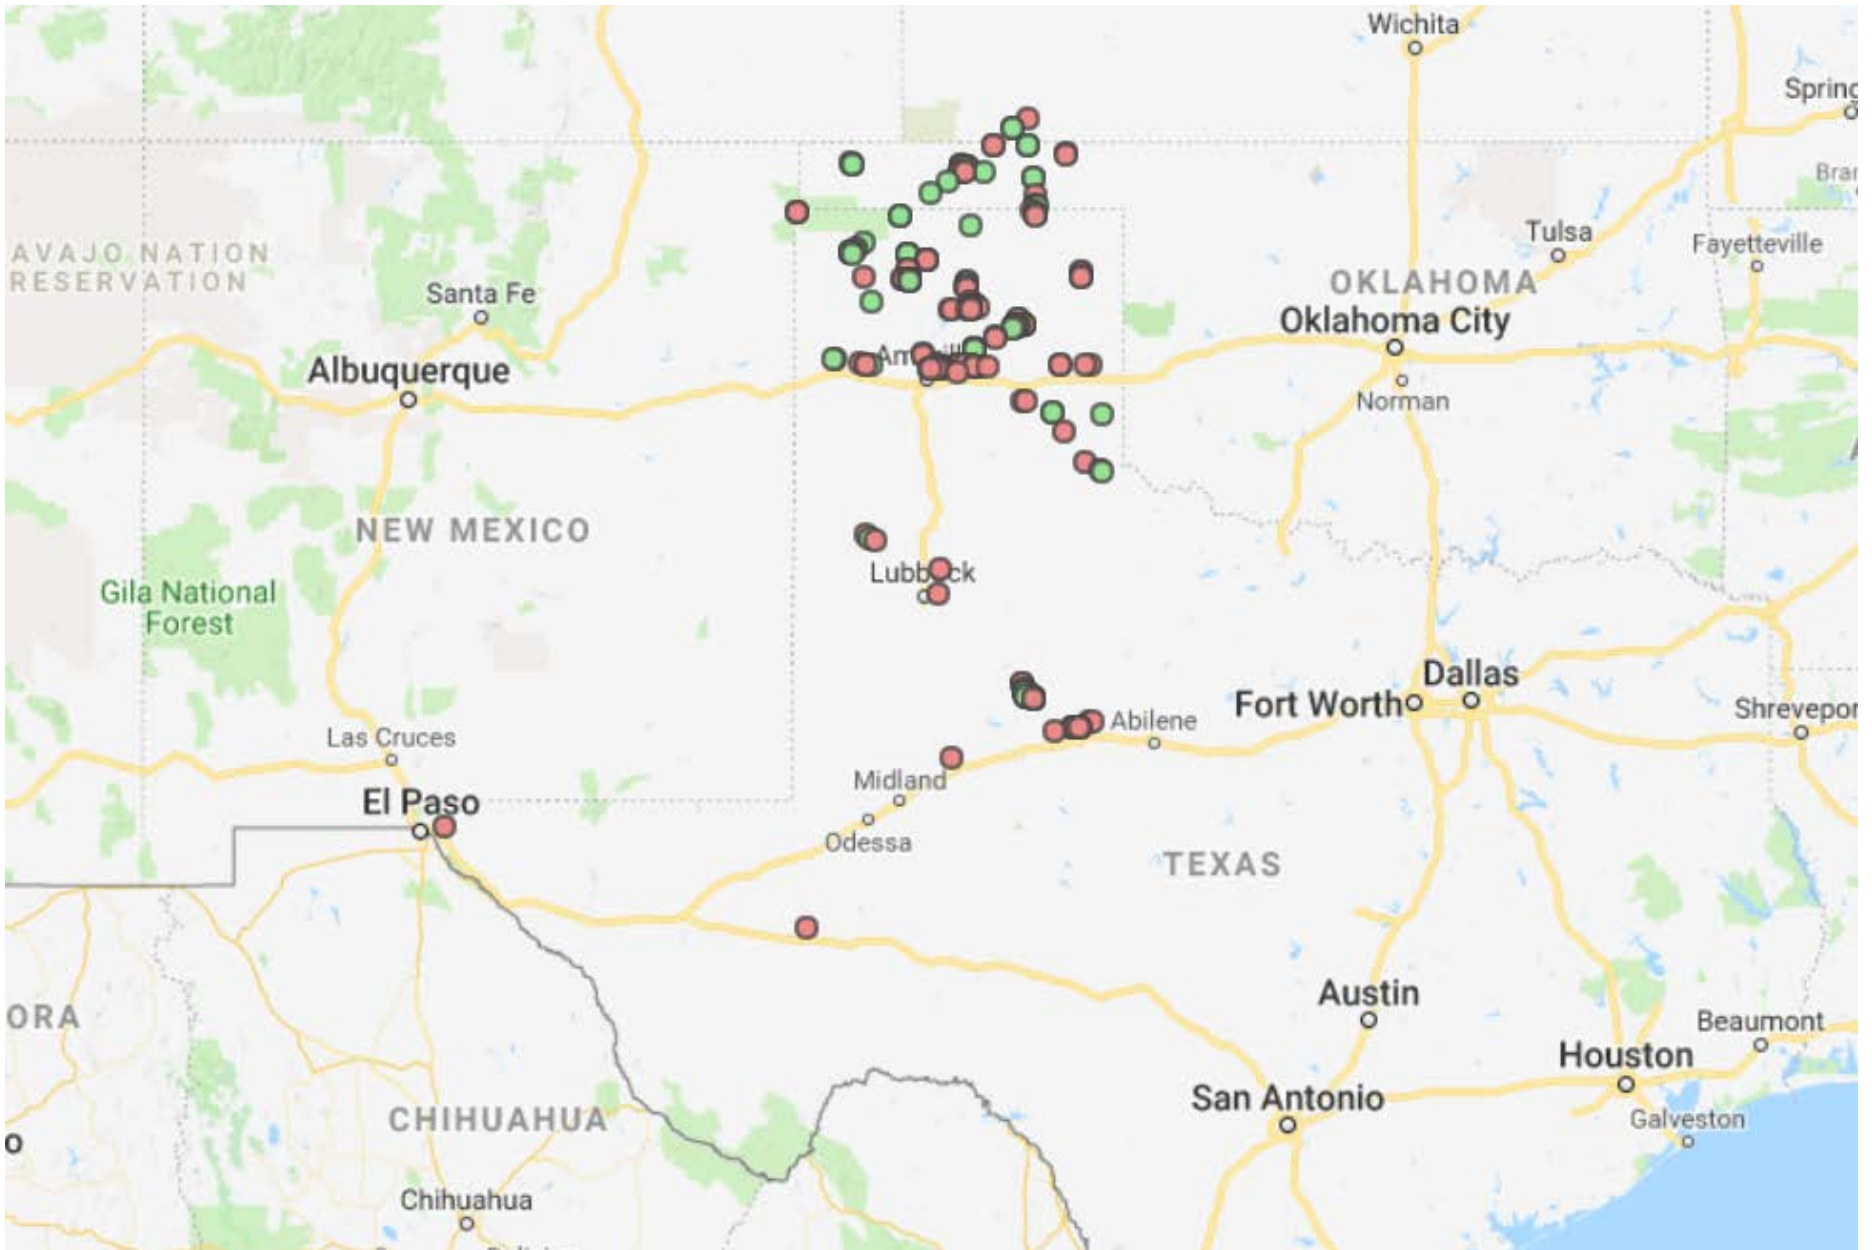 Wichita
Spring
Bran
AVAJO NATION
RESERVATION
Tulsa
Fayetteville
Santa Fe
OKLAHOMA
Oklahoma City
Albuquerque
Norman
NEW MEXICO
Gila National
Forest
Dallas
Fort Worth
Shrevepor
Abilene
Las Cruces
Midland
El Paso
Odessa
TEXAS
Austin
ORA
Beaumont
Houston
San Antonio
CHIHUAHUA
Galveston
o
Chihuahua